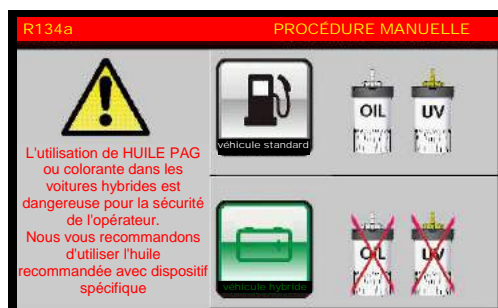 R134a
PROCÉDURE MANUELLE
L'utilisation de HUILE PAG
ou colorante dans les
voitures hybrides est
dangereuse pour la sécurité
de l'opérateur.
Nous vous recommandons
d'utiliser l'huile
recommandée avec dispositif
spécifique
véhicule standard
OIL
UV
véhicule hybride
OIL
UV